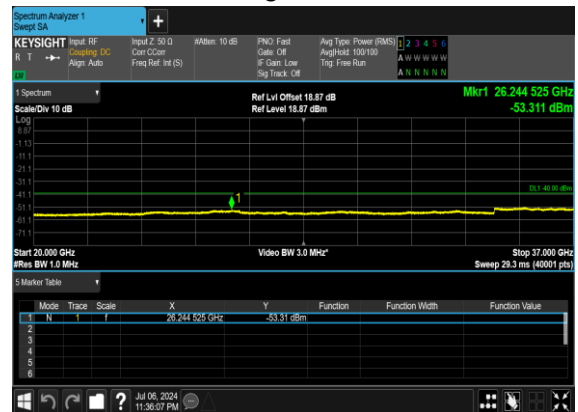 Spectrum Analyzer 1
Swept SA
+
KEYSIGHT Input: RF Input Z: 50 Ω #Atten: 10 dB PNO: Fast Avg Type: Power (RMS) 1 2 3 4 5 6
R T Coupling: DC Corr CCorr Gate: Off Avg|Hold: 100/100 A W W W W W
Align: Auto Freq Ref: Int (S) IF Gain: Low Trig: Free Run
Sig Track: Off A N N N N N
1 Spectrum Ref Lvl Offset 18.87 dB Mkr1 26.244 525 GHz
Scale/Div 10 dB Ref Level 18.87 dBm -53.311 dBm
Log
8.87
-1.13
-11.1
-21.1
-31.1
DL1 -40.00 dBm
-41.1
1
-51.1
-61.1
-71.1
Start 20.000 GHz Video BW 3.0 MHz* Stop 37.000 GHz
#Res BW 1.0 MHz Sweep 29.3 ms (40001 pts)
5 Marker Table
Mode Trace Scale X Y Function Function Width Function Value
1 N 1 f 26.244 525 GHz -53.31 dBm
2
3
4
5
6
? Jul 06, 2024
11:36:07 PM